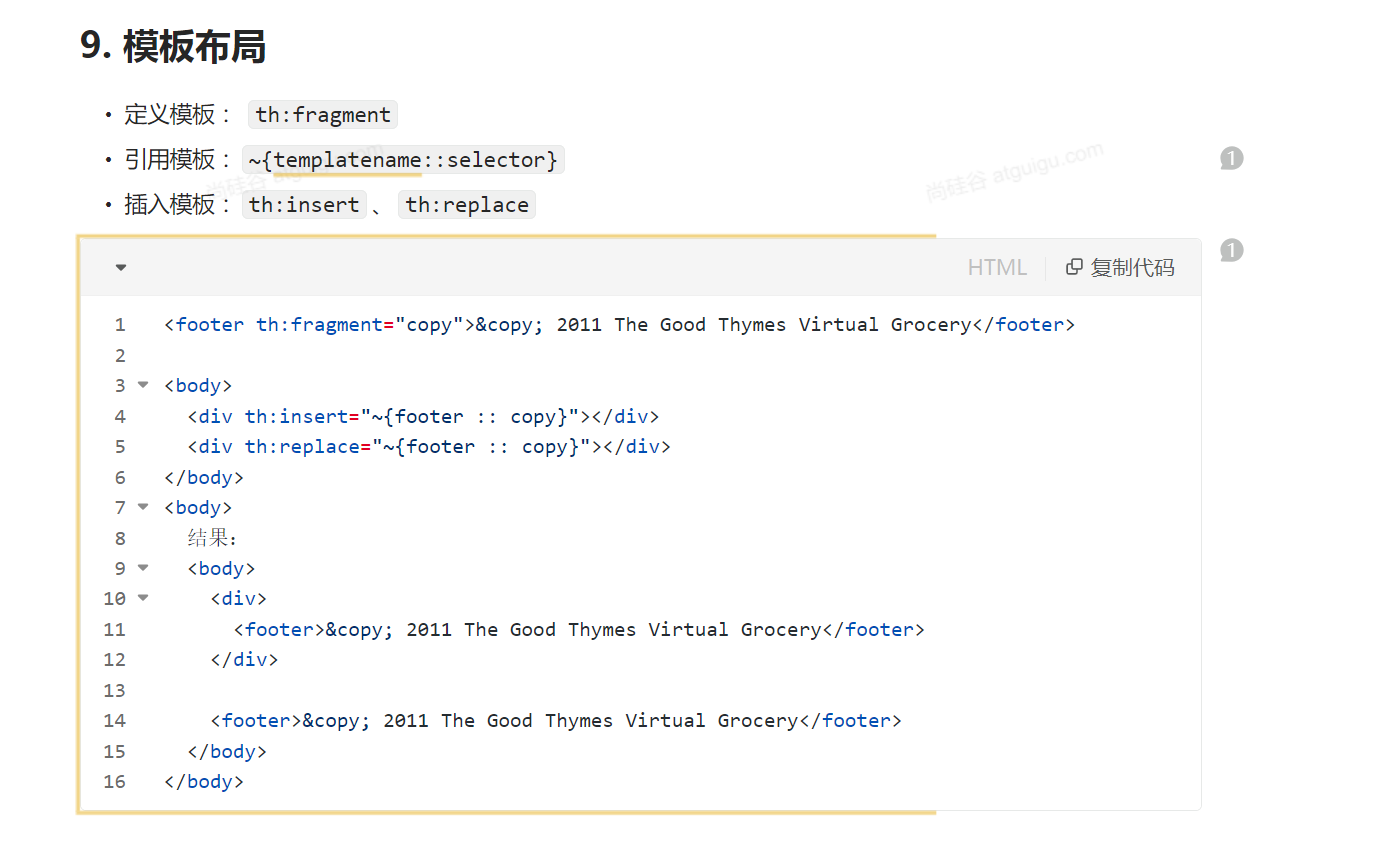 9. 模板布局
• 定义模板： th:fragment
• 引用模板： ~{templatename::selector}
• 插入模板： th:insert 、 th:replace
尚硅谷 atguigu.com
尚硅谷 atguigu.com
1
1
HTML 复制代码
1 <footer th:fragment="copy">&copy; 2011 The Good Thymes Virtual Grocery</footer>
2
3 <body>
4 <div th:insert="~{footer :: copy}"></div>
5 <div th:replace="~{footer :: copy}"></div>
6 </body>
7 <body>
8 结果:
9 <body>
10 <div>
11 <footer>&copy; 2011 The Good Thymes Virtual Grocery</footer>
12 </div>
13
14 <footer>&copy; 2011 The Good Thymes Virtual Grocery</footer>
15 </body>
16 </body>